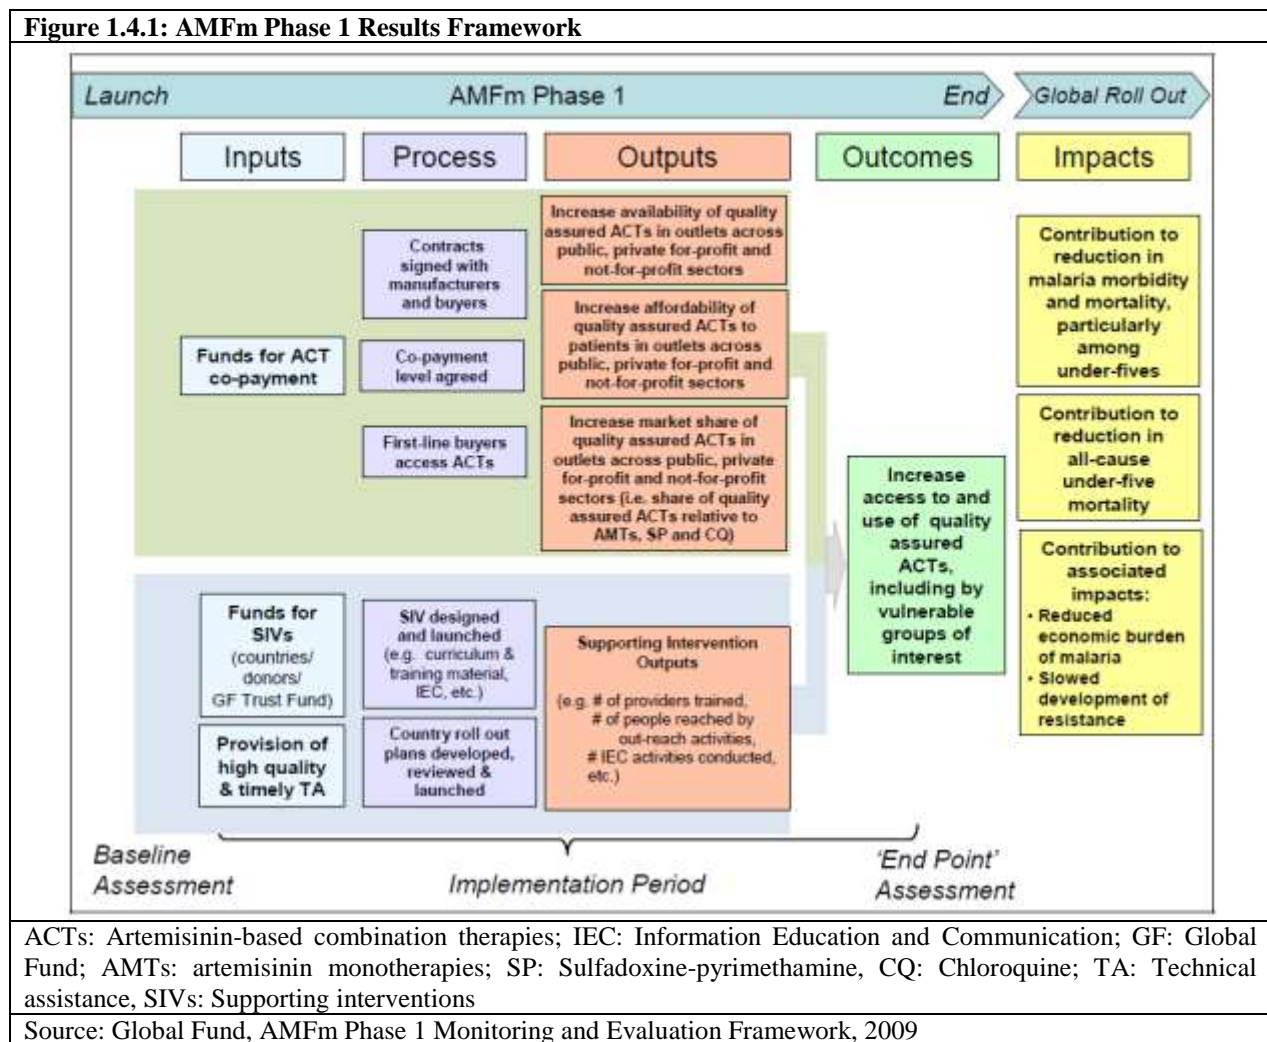 Figure 1.4.1: AMFm Phase 1 Results Framework
Launch
AMFm Phase 1
End
Global Roll Out
Inputs
Process
Outputs
Outcomes
Impacts
Funds for ACT
co-payment
Contracts
signed with
manufacturers
and buyers
Co-payment
level agreed
First-line buyers
access ACTs
Increase availability of quality
assured ACTs in outlets across
public, private for-profit and
not-for-profit sectors
Increase affordability of
quality assured ACTs to
patients in outlets across
public, private for-profit and
not-for-profit sectors
Increase market share of
quality assured ACTs in
outlets across public, private
for-profit and not-for-profit
sectors (i.e. share of quality
assured ACTs relative to
AMTs, SP and CQ)
Funds for
SIVs
(countries/
donors/
GF Trust Fund)
Provision of
high quality
& timely TA
SIV designed
and launched
(e.g. curriculum &
training material,
IEC, etc.)
Country roll out
plans developed,
reviewed &
launched
Supporting Intervention
Outputs
(e.g. # of providers trained,
# of people reached by
out-reach activities,
# IEC activities conducted,
etc.)
Increase
access to and
use of quality
assured
ACTs,
including by
vulnerable
groups of
interest
Contribution to
reduction in
malaria morbidity
and mortality,
particularly
among
under-fives
Contribution to
reduction in
all-cause
under-five
mortality
Contribution to
associated
impacts:
• Reduced
economic burden
of malaria
• Slowed
development of
resistance
Baseline
Assessment
Implementation Period
'End Point'
Assessment
ACTs: Artemisinin-based combination therapies; IEC: Information Education and Communication; GF: Global
Fund; AMTs: artemisinin monotherapies; SP: Sulfadoxine-pyrimethamine, CQ: Chloroquine; TA: Technical
assistance, SIVs: Supporting interventions
Source: Global Fund, AMFm Phase 1 Monitoring and Evaluation Framework, 2009